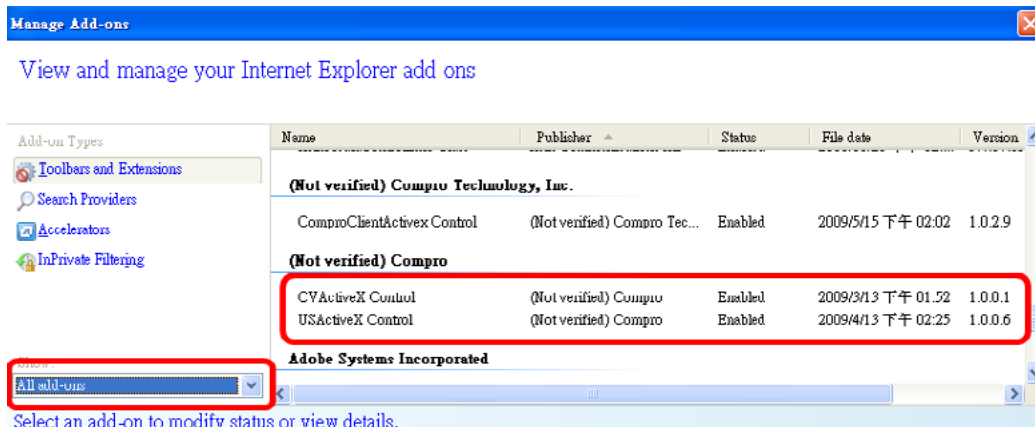 Manage Add-ons
View and manage your Internet Explorer add ons
Add-on Types
Toolbars and Extensions
Search Providers
Accelerators
InPrivate Filtering
Show:
All add-ons
Name Publisher Status File date Version
(Not verified) Compro Technology, Inc.
ComproClientActivex Control (Not verified) Compro Tec... Enabled 2009/5/15 下午 02:02 1.0.2.9
(Not verified) Compro
CVActiveX Control (Not verified) Compro Enabled 2009/3/13 下午 01:52 1.0.0.1
USActiveX Control (Not verified) Compro Enabled 2009/4/13 下午 02:25 1.0.0.6
Adobe Systems Incorporated
Select an add-on to modify status or view details.